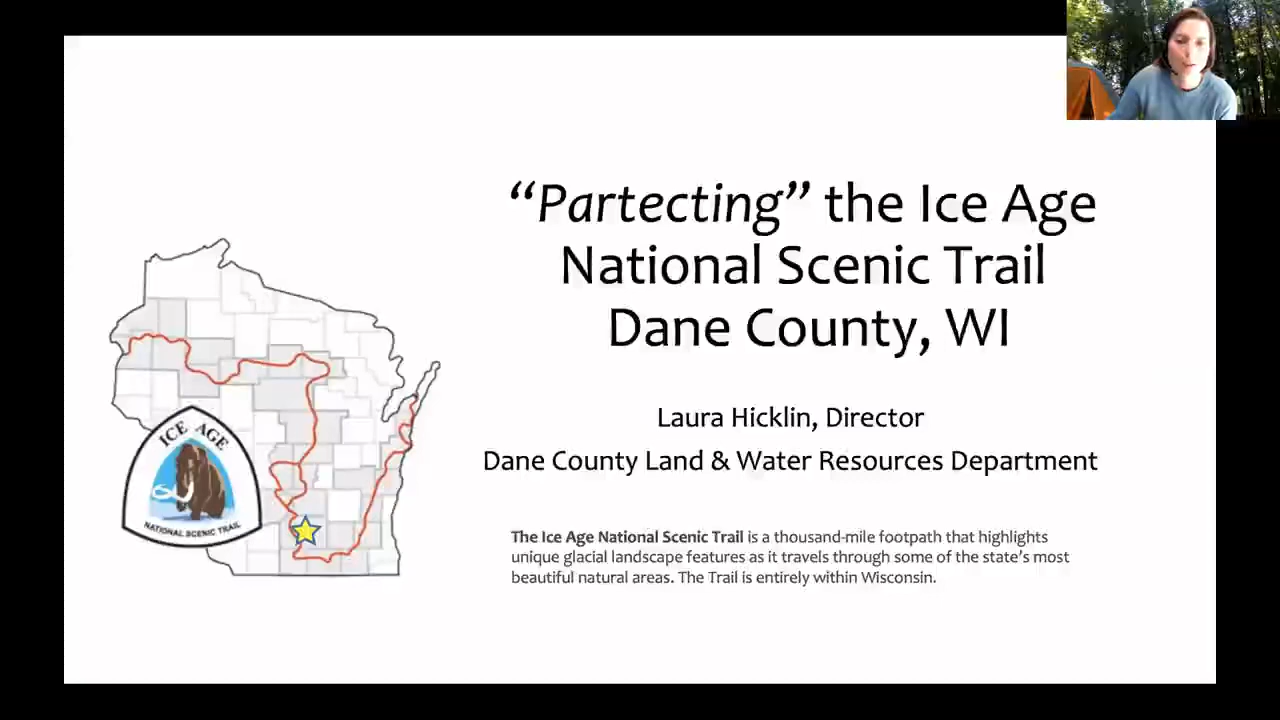 “Partecting” the Ice Age
National Scenic Trail
Dane County, WI
Laura Hicklin, Director
Dane County Land & Water Resources Department
The Ice Age National Scenic Trail is a thousand-mile footpath that highlights
unique glacial landscape features as it travels through some of the state’s most
beautiful natural areas. The Trail is entirely within Wisconsin.
ICE AGE
NATIONAL SCENIC TRAIL